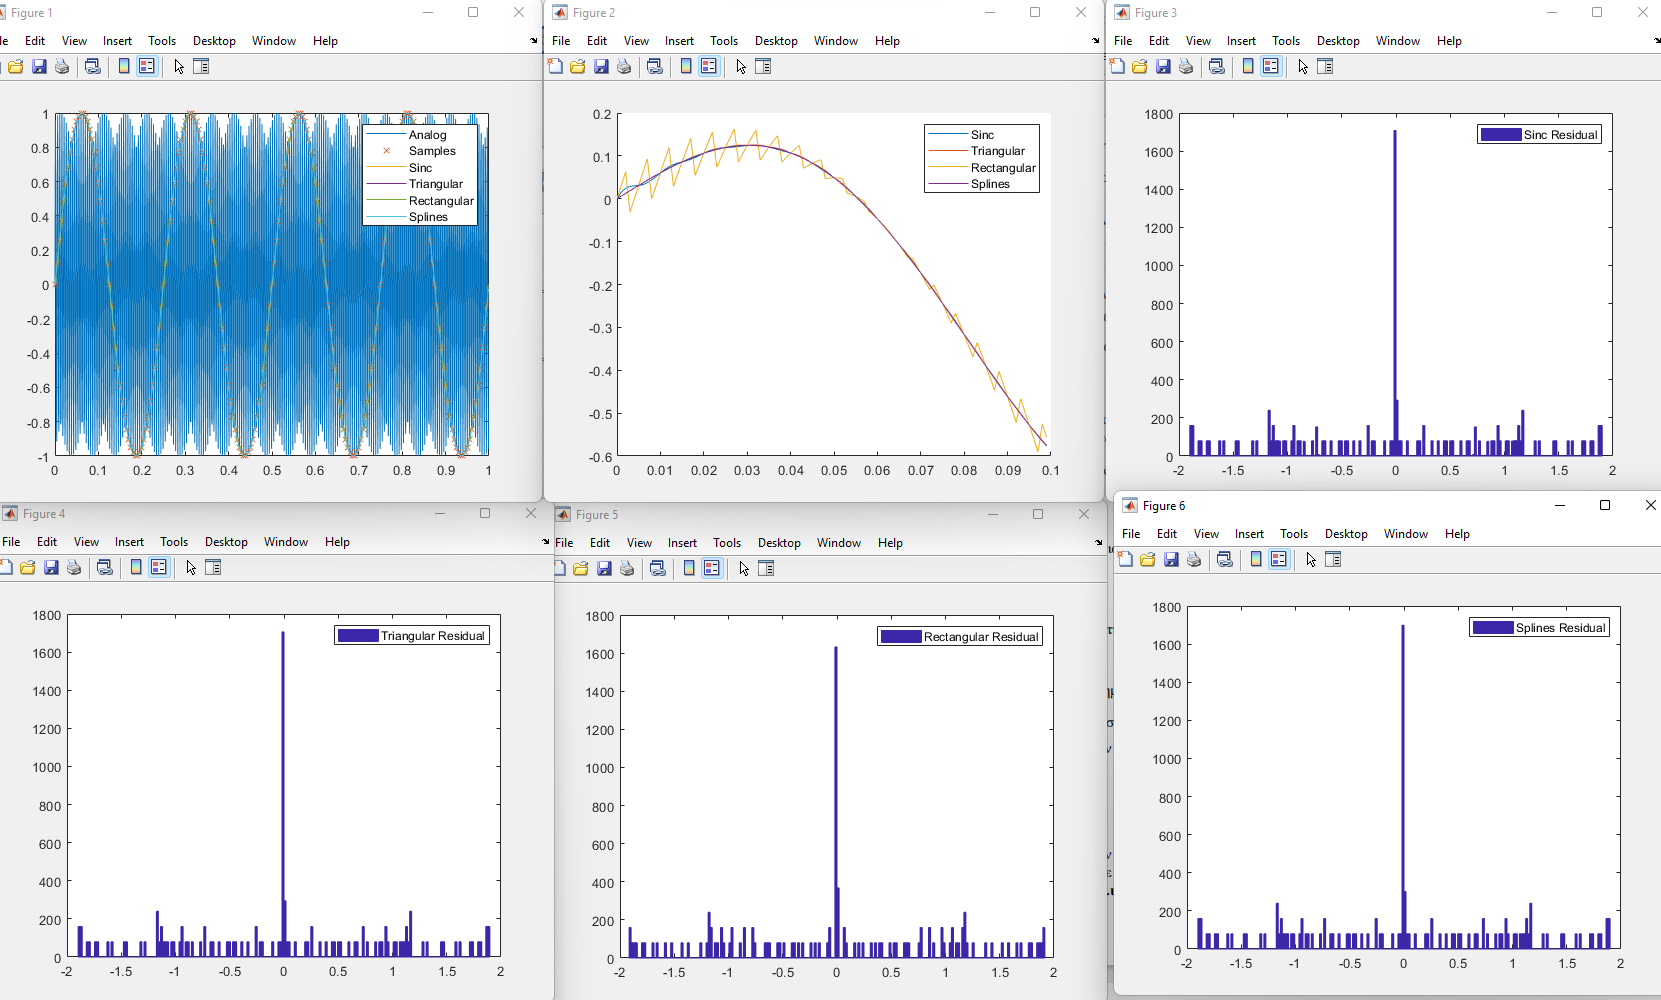 Figure 1
File Edit View Insert Tools Desktop Window Help
1
0.8
0.6
0.4
0.2
0
-0.2
-0.4
-0.6
-0.8
-1
0 0.1 0.2 0.3 0.4 0.5 0.6 0.7 0.8 0.9 1
Analog
Samples
Sinc
Triangular
Rectangular
Splines
Figure 2
File Edit View Insert Tools Desktop Window Help
0.2
0.1
0
-0.1
-0.2
-0.3
-0.4
-0.5
-0.6
0 0.01 0.02 0.03 0.04 0.05 0.06 0.07 0.08 0.09 0.1
Sinc
Triangular
Rectangular
Splines
Figure 3
File Edit View Insert Tools Desktop Window Help
1800
1600
1400
1200
1000
800
600
400
200
0
-2 -1.5 -1 -0.5 0 0.5 1 1.5 2
Sinc Residual
Figure 4
File Edit View Insert Tools Desktop Window Help
1800
1600
1400
1200
1000
800
600
400
200
0
-2 -1.5 -1 -0.5 0 0.5 1 1.5 2
Triangular Residual
Figure 5
File Edit View Insert Tools Desktop Window Help
1800
1600
1400
1200
1000
800
600
400
200
0
-2 -1.5 -1 -0.5 0 0.5 1 1.5 2
Rectangular Residual
Figure 6
File Edit View Insert Tools Desktop Window Help
1800
1600
1400
1200
1000
800
600
400
200
0
-2 -1.5 -1 -0.5 0 0.5 1 1.5 2
Splines Residual